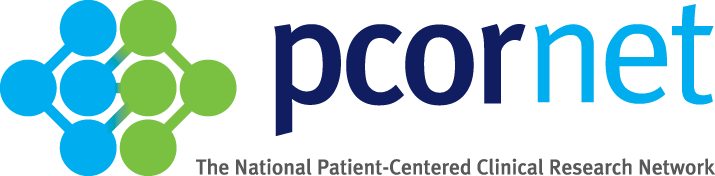 pcornet
The National Patient-Centered Clinical Research Network